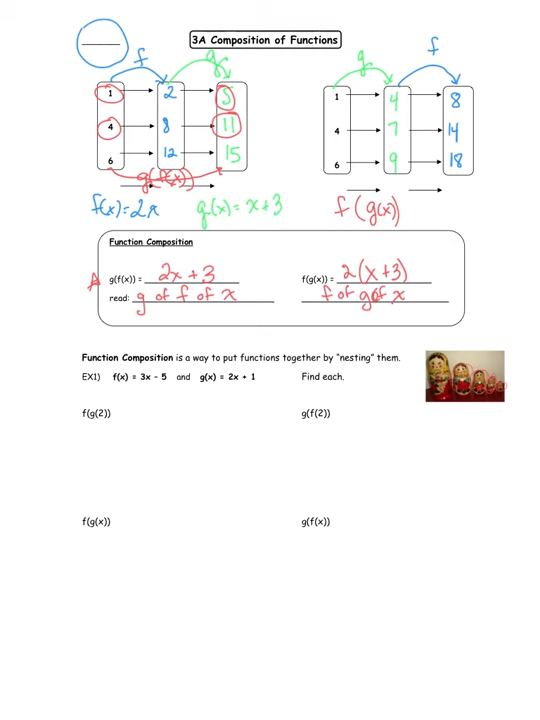 3A Composition of Functions
f g g f
1 2 5 1 4 8
4 8 11 4 7 14
6 12 15 6 9 18
g(f(x))
f(x)=2x g(x)= x+3 f(g(x))
Function Composition
g(f(x)) = 2x + 3 f(g(x)) = 2(x+3)
read: g of f of x f of g of x
Function Composition is a way to put functions together by “nesting” them.
EX1) f(x) = 3x – 5 and g(x) = 2x + 1 Find each.
f(g(2)) g(f(2))
f(g(x)) g(f(x))